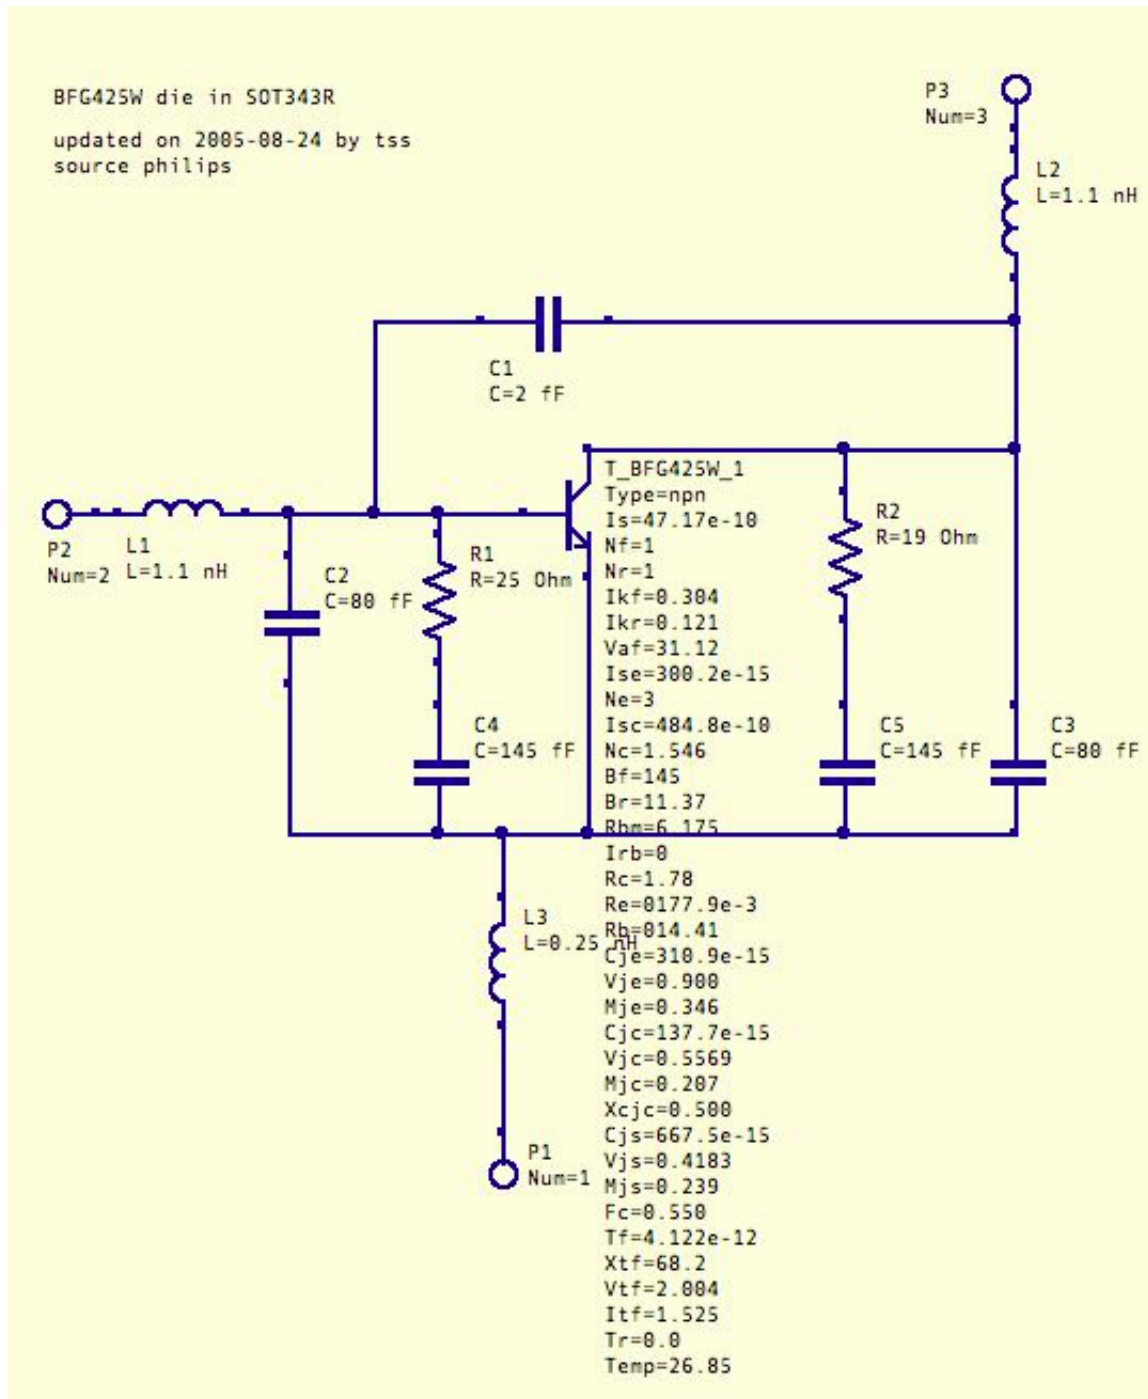 BFG425W die in SOT343R
updated on 2005-08-24 by tss
source philips
P3
Num=3
L2
L=1.1 nH
C1
C=2 fF
P2
Num=2
L1
L=1.1 nH
C2
C=80 fF
R1
R=25 Ohm
C4
C=145 fF
T_BFG425W_1
Type=npn
Is=47.17e-18
Nf=1
Nr=1
Ikf=0.304
Ikr=0.121
Vaf=31.12
Ise=300.2e-15
Ne=3
Isc=484.8e-18
Nc=1.546
Bf=145
Br=11.37
Rbm=6.175
Irb=0
Rc=1.78
Re=0177.9e-3
Rb=014.41
Cje=310.9e-15
Vje=0.900
Mje=0.346
Cjc=137.7e-15
Vjc=0.5569
Mjc=0.207
Xcjc=0.500
Cjs=667.5e-15
Vjs=0.4183
Mjs=0.239
Fc=0.550
Tf=4.122e-12
Xtf=68.2
Vtf=2.004
Itf=1.525
Tr=0.0
Temp=26.85
R2
R=19 Ohm
C5
C=145 fF
C3
C=80 fF
L3
L=0.25 nH
P1
Num=1